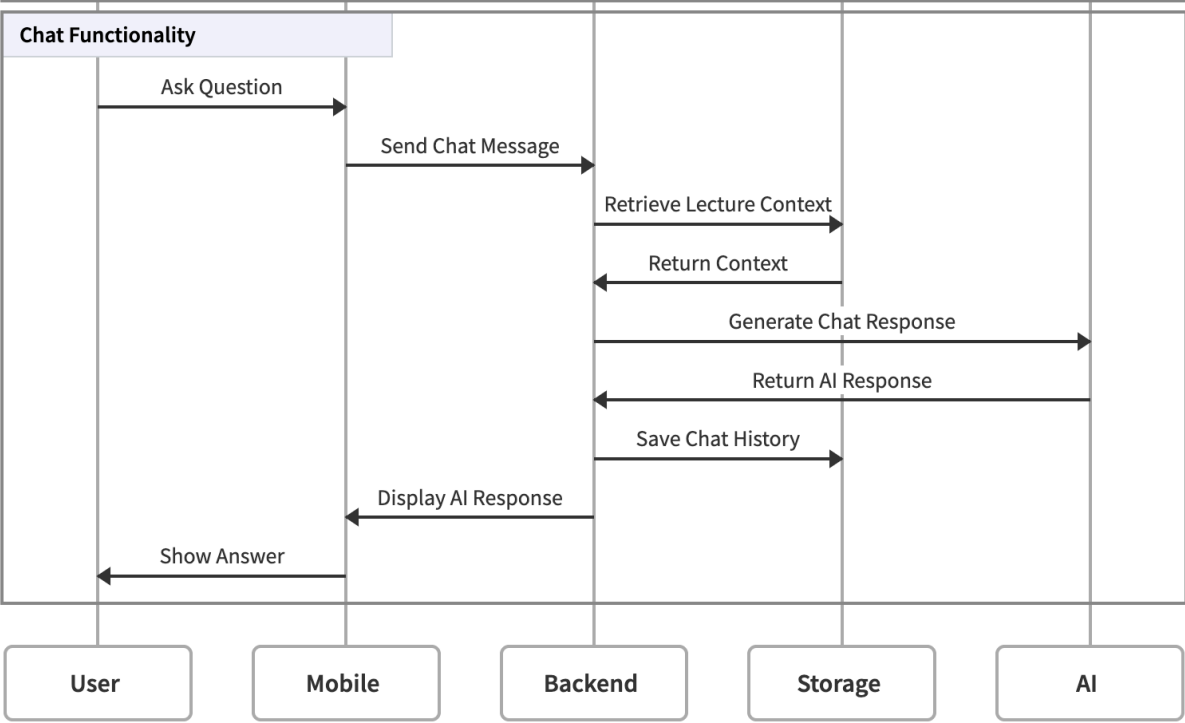 Chat Functionality
Ask Question
Send Chat Message
Retrieve Lecture Context
Return Context
Generate Chat Response
Return AI Response
Save Chat History
Display AI Response
Show Answer
User
Mobile
Backend
Storage
AI